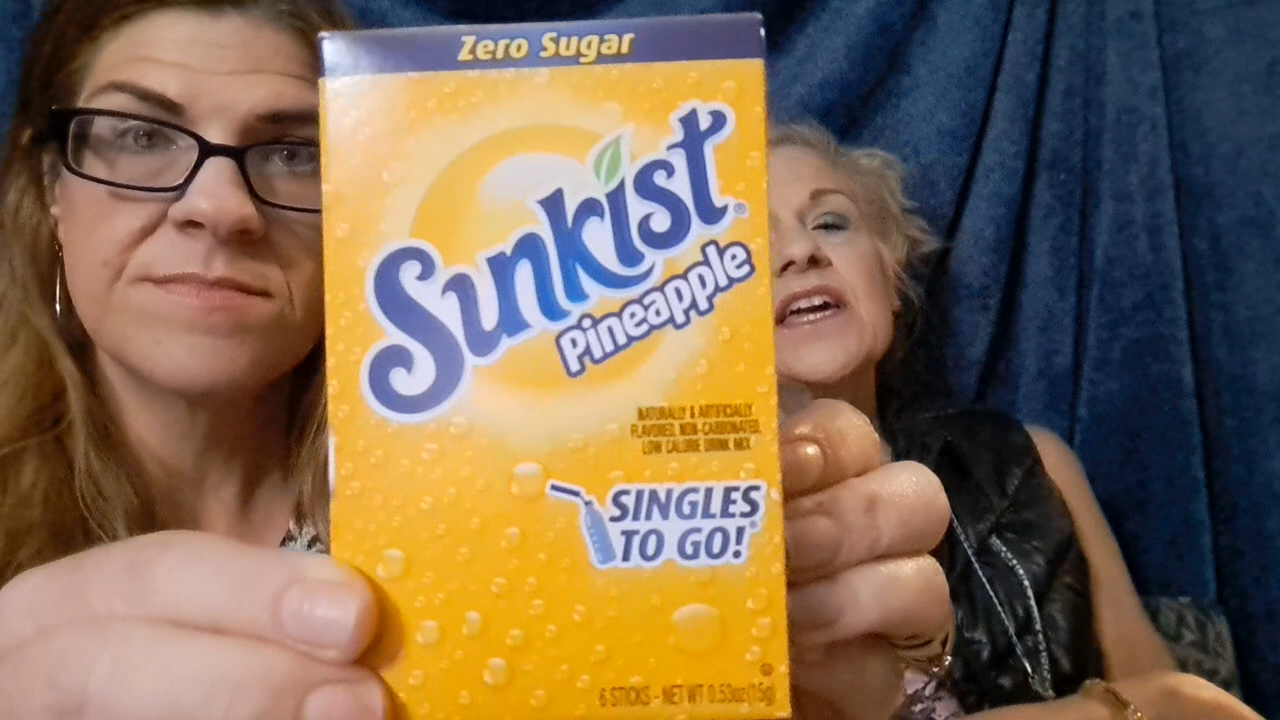 Zero Sugar
Sunkist®
Pineapple
NATURALLY & ARTIFICIALLY
FLAVORED, NON-CARBONATED,
LOW CALORIE DRINK MIX
SINGLES
TO GO!®
6 STICKS - NET WT 0.53oz (15g)